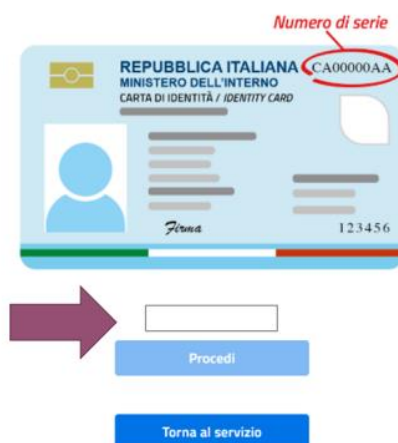 Numero di serie
REPUBBLICA ITALIANA CA00000AA
MINISTERO DELL'INTERNO
CARTA DI IDENTITÀ / IDENTITY CARD
Firma
123456
Procedi
Torna al servizio